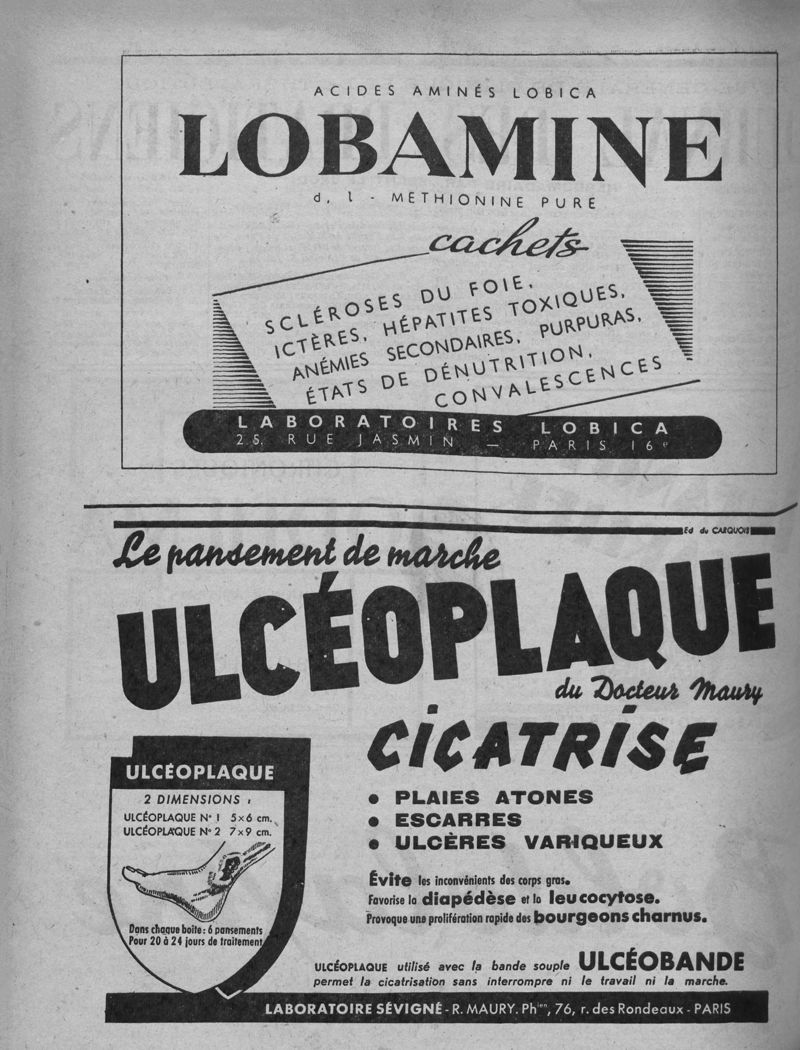 ACIDES AMINÉS LOBICA
LOBAMINE
d, l - METHIONINE PURE
cachets
SCLÉROSES DU FOIE,
ICTÈRES, HÉPATITES TOXIQUES,
ANÉMIES SECONDAIRES, PURPURAS,
ÉTATS DE DÉNUTRITION,
CONVALESCENCES
LABORATOIRES LOBICA
25, RUE JASMIN — PARIS 16e
Ed du CARQUOIS
Le pansement de marche
ULCÉOPLAQUE
du Docteur Maury
CICATRISE
• PLAIES ATONES
• ESCARRES
• ULCÈRES VARIQUEUX
ULCÉOPLAQUE
2 DIMENSIONS :
ULCÉOPLAQUE No 1 5x6 cm.
ULCÉOPLAQUE No 2 7x9 cm.
Dans chaque boite : 6 pansements
Pour 20 à 24 jours de traitement
Évite les inconvénients des corps gras.
Favorise la diapédèse et la leucocytose.
Provoque une prolifération rapide des bourgeons charnus.
ULCÉOPLAQUE utilisé avec la bande souple ULCÉOBANDE
permet la cicatrisation sans interrompre ni le travail ni la marche.
LABORATOIRE SÉVIGNÉ - R. MAURY. Phien, 76, r. des Rondeaux - PARIS